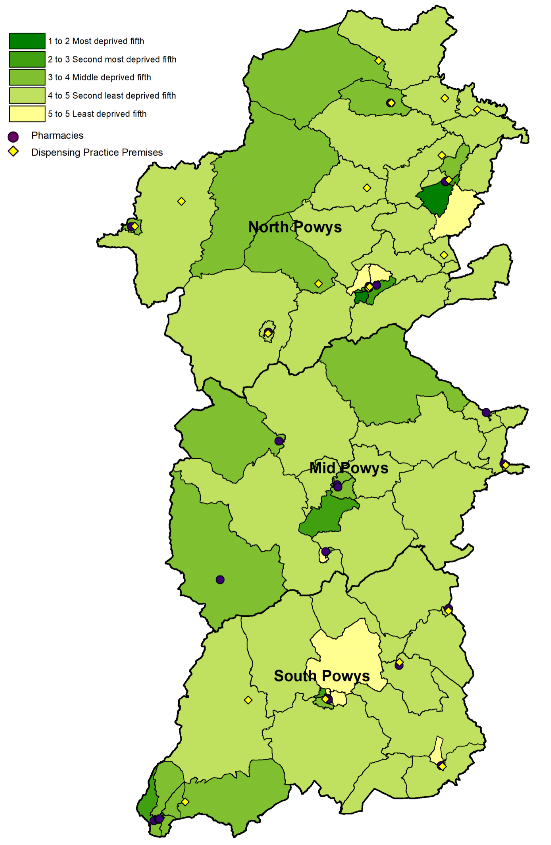 1 to 2 Most deprived fifth
2 to 3 Second most deprived fifth
3 to 4 Middle deprived fifth
4 to 5 Second least deprived fifth
5 to 5 Least deprived fifth
Pharmacies
Dispensing Practice Premises
North Powys
Mid Powys
South Powys